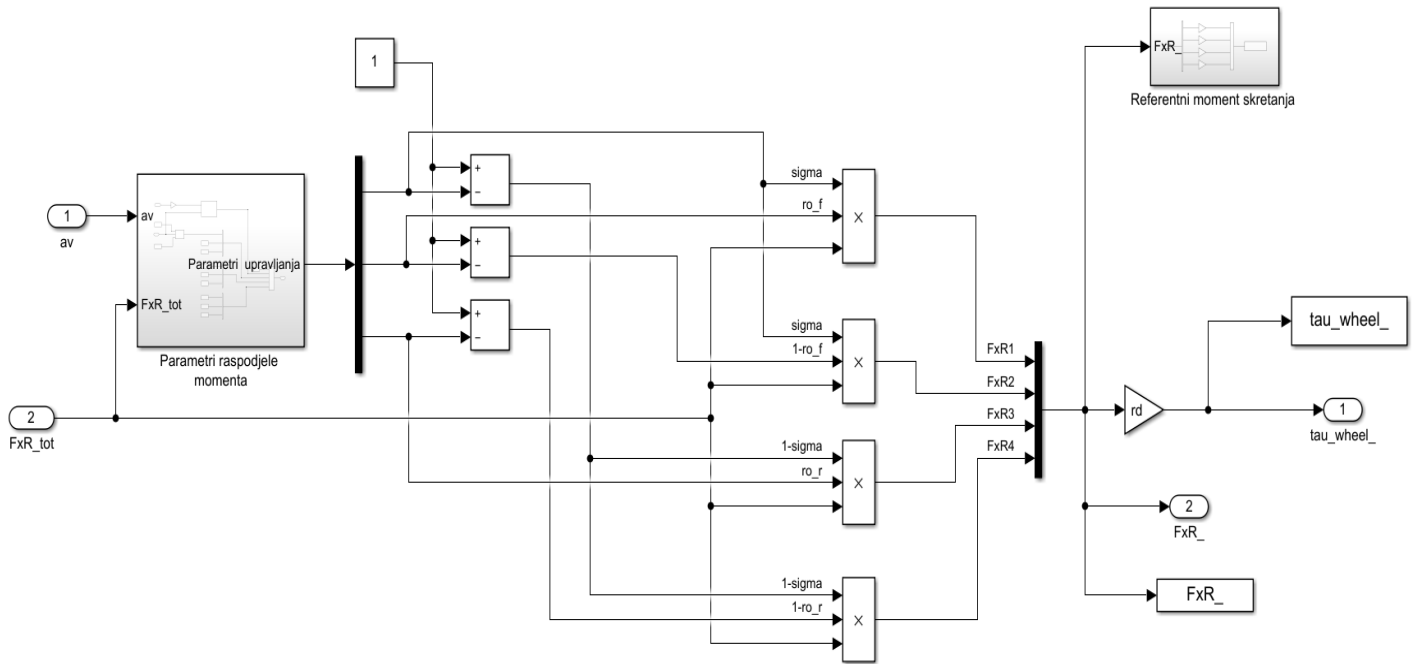 1
FxR_
Referentni moment skretanja
+
−
sigma
1
av
av
ro_f
×
Parametri upravljanja
+
−
FxR_tot
+
−
Parametri raspodjele
momenta
sigma
1-ro_f
×
2
FxR_tot
FxR1
FxR2
FxR3
FxR4
tau_wheel_
rd
1
tau_wheel_
1-sigma
ro_r
×
2
FxR_
1-sigma
1-ro_r
×
FxR_